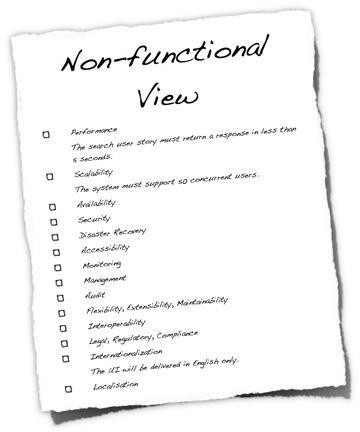 Non-functional
View
Performance
The search user story must return a response in less than
5 seconds.
Scalability
The system must support 50 concurrent users.
Availability
Security
Disaster Recovery
Accessibility
Monitoring
Management
Audit
Flexibility, Extensibility, Maintainability
Interoperability
Legal, Regulatory, Compliance
Internationalization
The UI will be delivered in English only.
Localisation